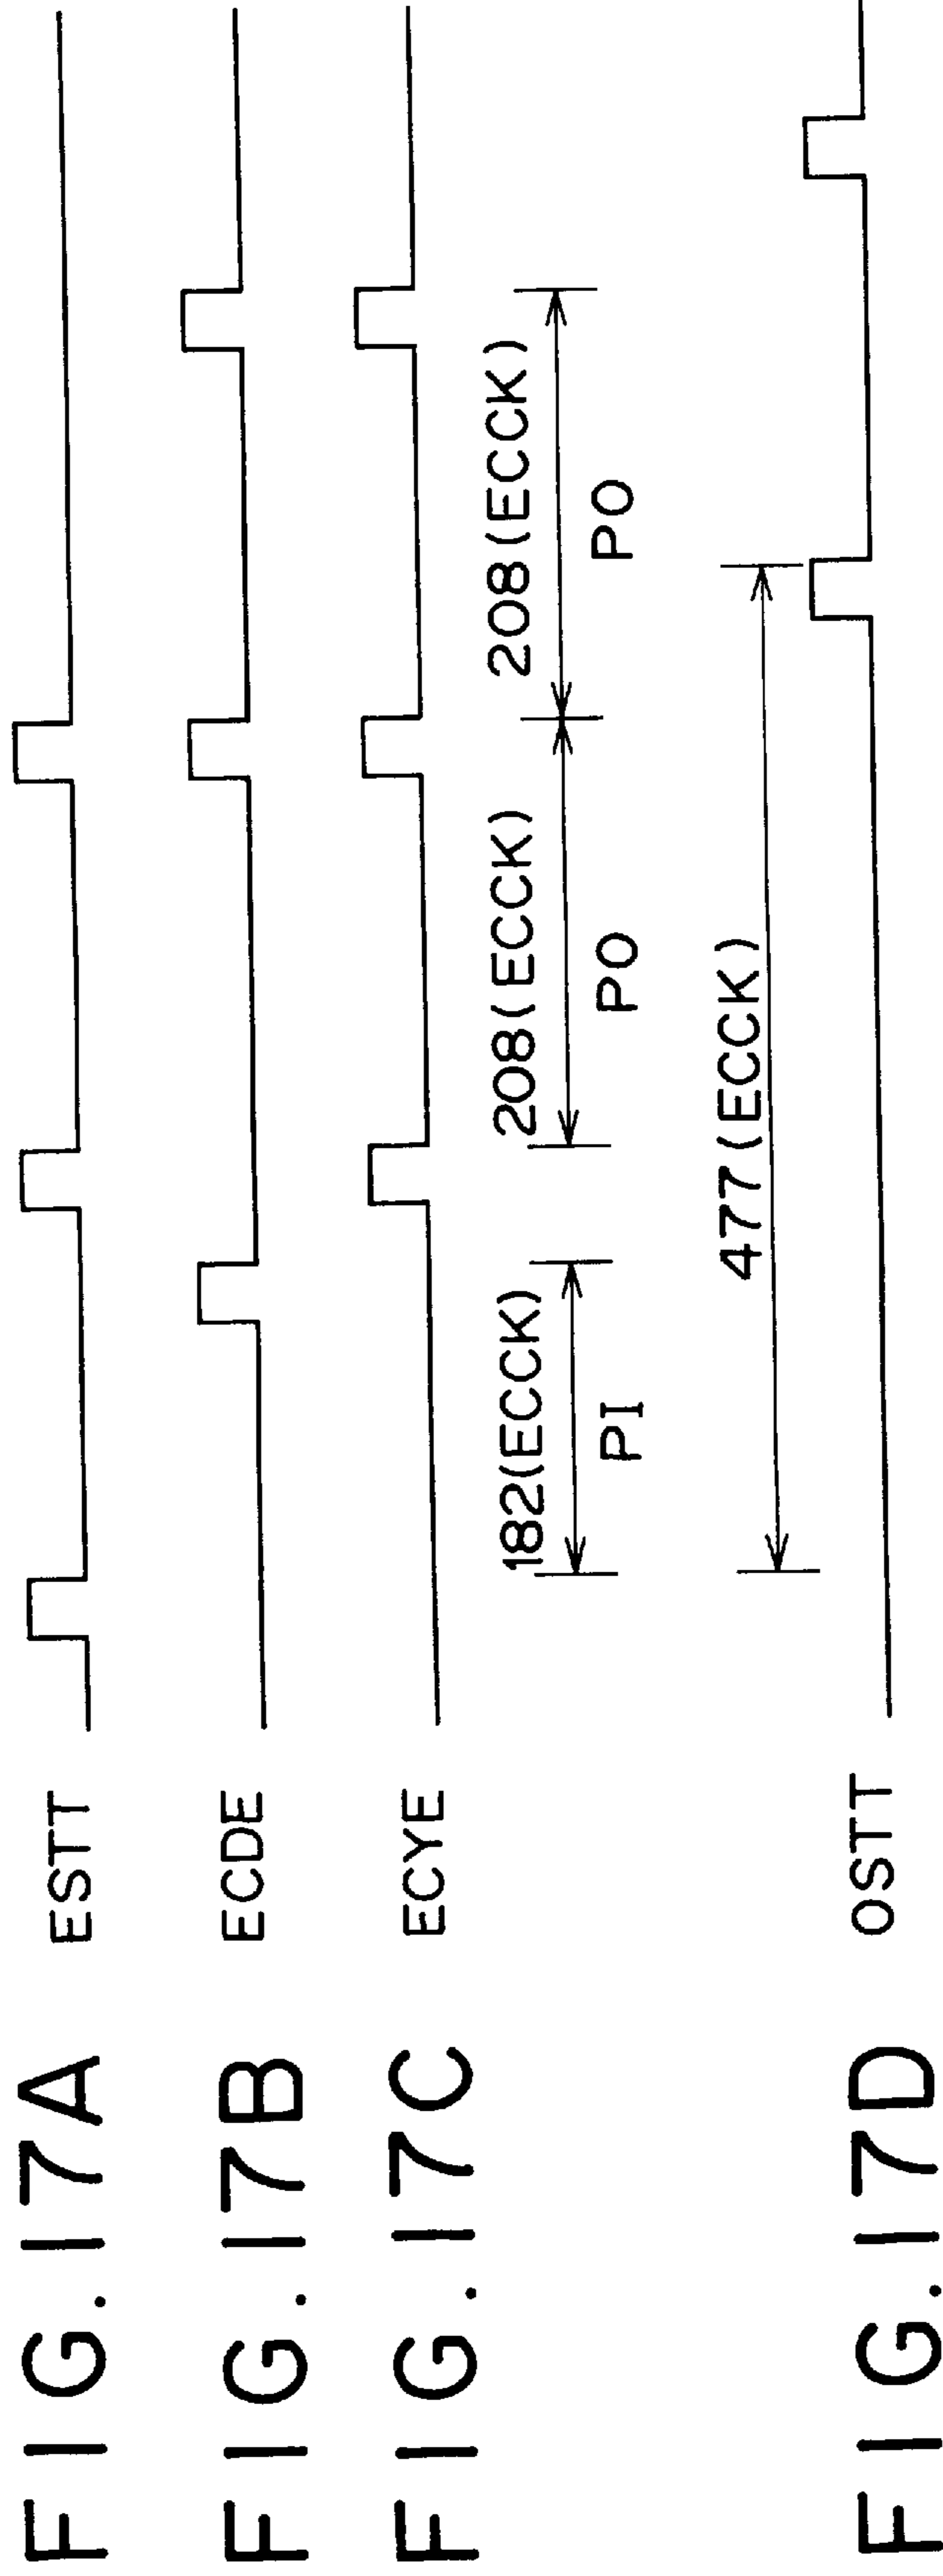 FIG.17A ESTT
FIG.17B ECDE
FIG.17C ECYE
182(ECCK) 208(ECCK) 208(ECCK)
PI PO PO
477(ECCK)
FIG.17D OSTT